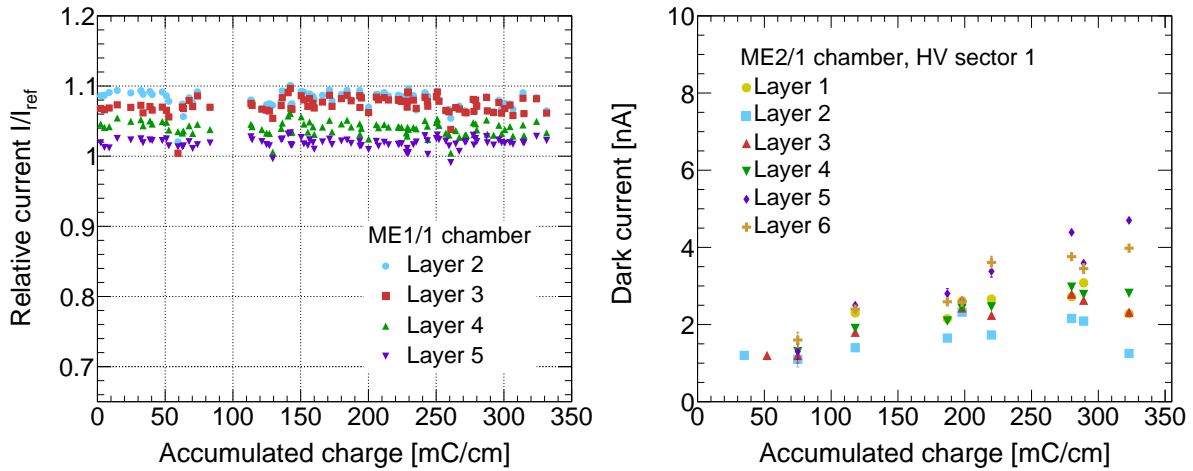 Relative current I/I_ref
1.2
1.1
1
0.9
0.8
0.7
ME1/1 chamber
Layer 2
Layer 3
Layer 4
Layer 5
0 50 100 150 200 250 300 350
Accumulated charge [mC/cm]
Dark current [nA]
10
8
6
4
2
0
ME2/1 chamber, HV sector 1
Layer 1
Layer 2
Layer 3
Layer 4
Layer 5
Layer 6
0 50 100 150 200 250 300 350
Accumulated charge [mC/cm]